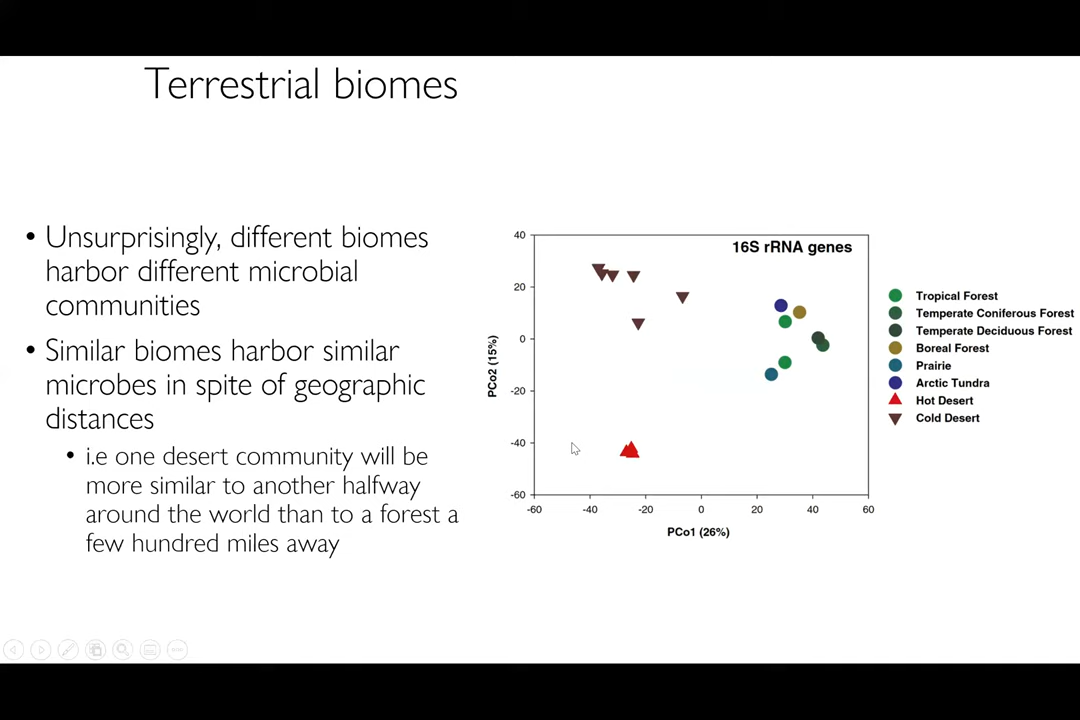 Terrestrial biomes
• Unsurprisingly, different biomes
harbor different microbial
communities
• Similar biomes harbor similar
microbes in spite of geographic
distances
• i.e one desert community will be
more similar to another halfway
around the world than to a forest a
few hundred miles away
16S rRNA genes
40
20
0
-20
-40
-60
PCo2 (15%)
-60 -40 -20 0 20 40 60
PCo1 (26%)
Tropical Forest
Temperate Coniferous Forest
Temperate Deciduous Forest
Boreal Forest
Prairie
Arctic Tundra
Hot Desert
Cold Desert